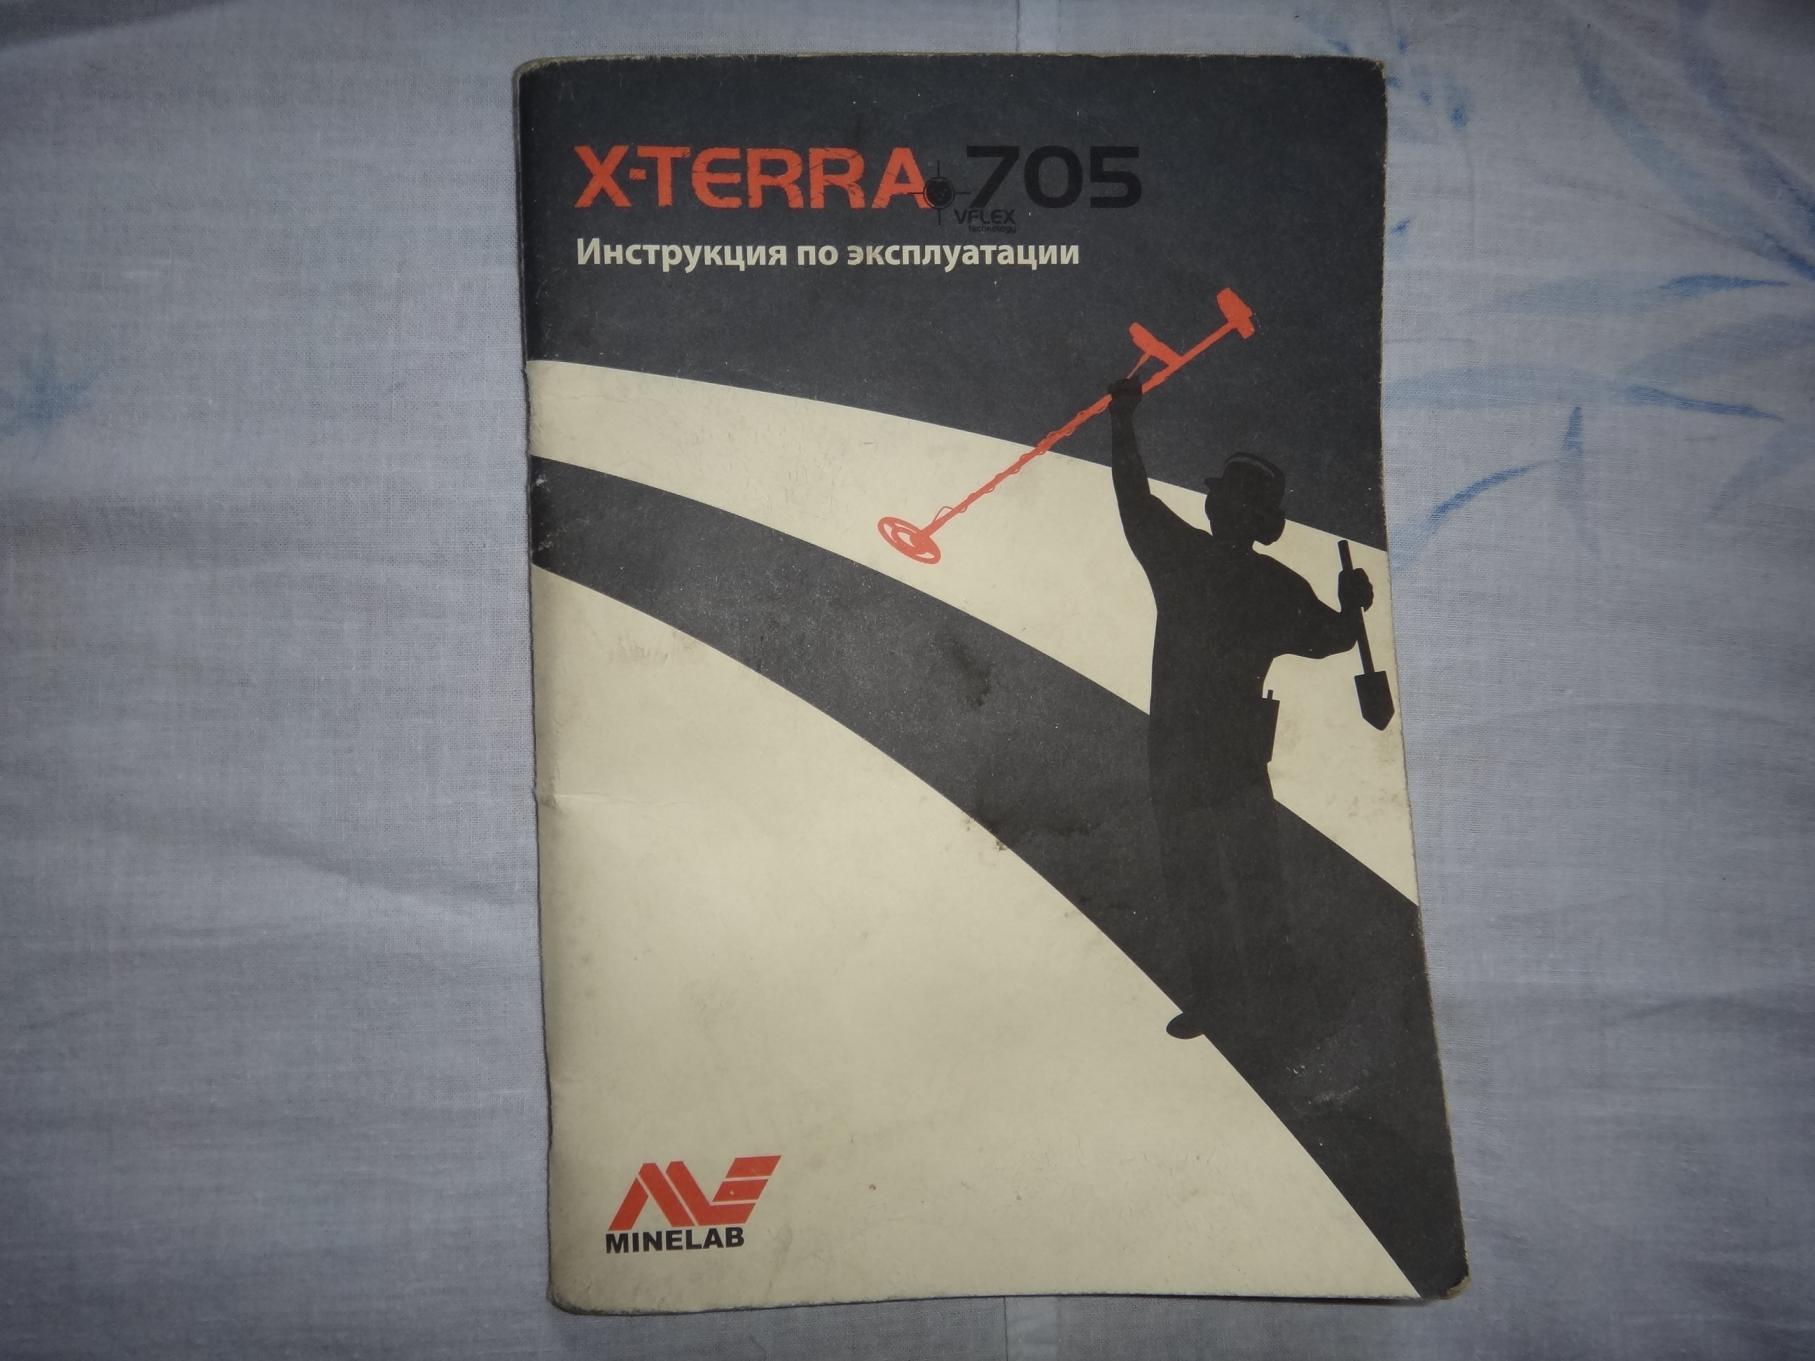 X-TERRA 705
VFLEX
technology
Инструкция по эксплуатации
MINELAB